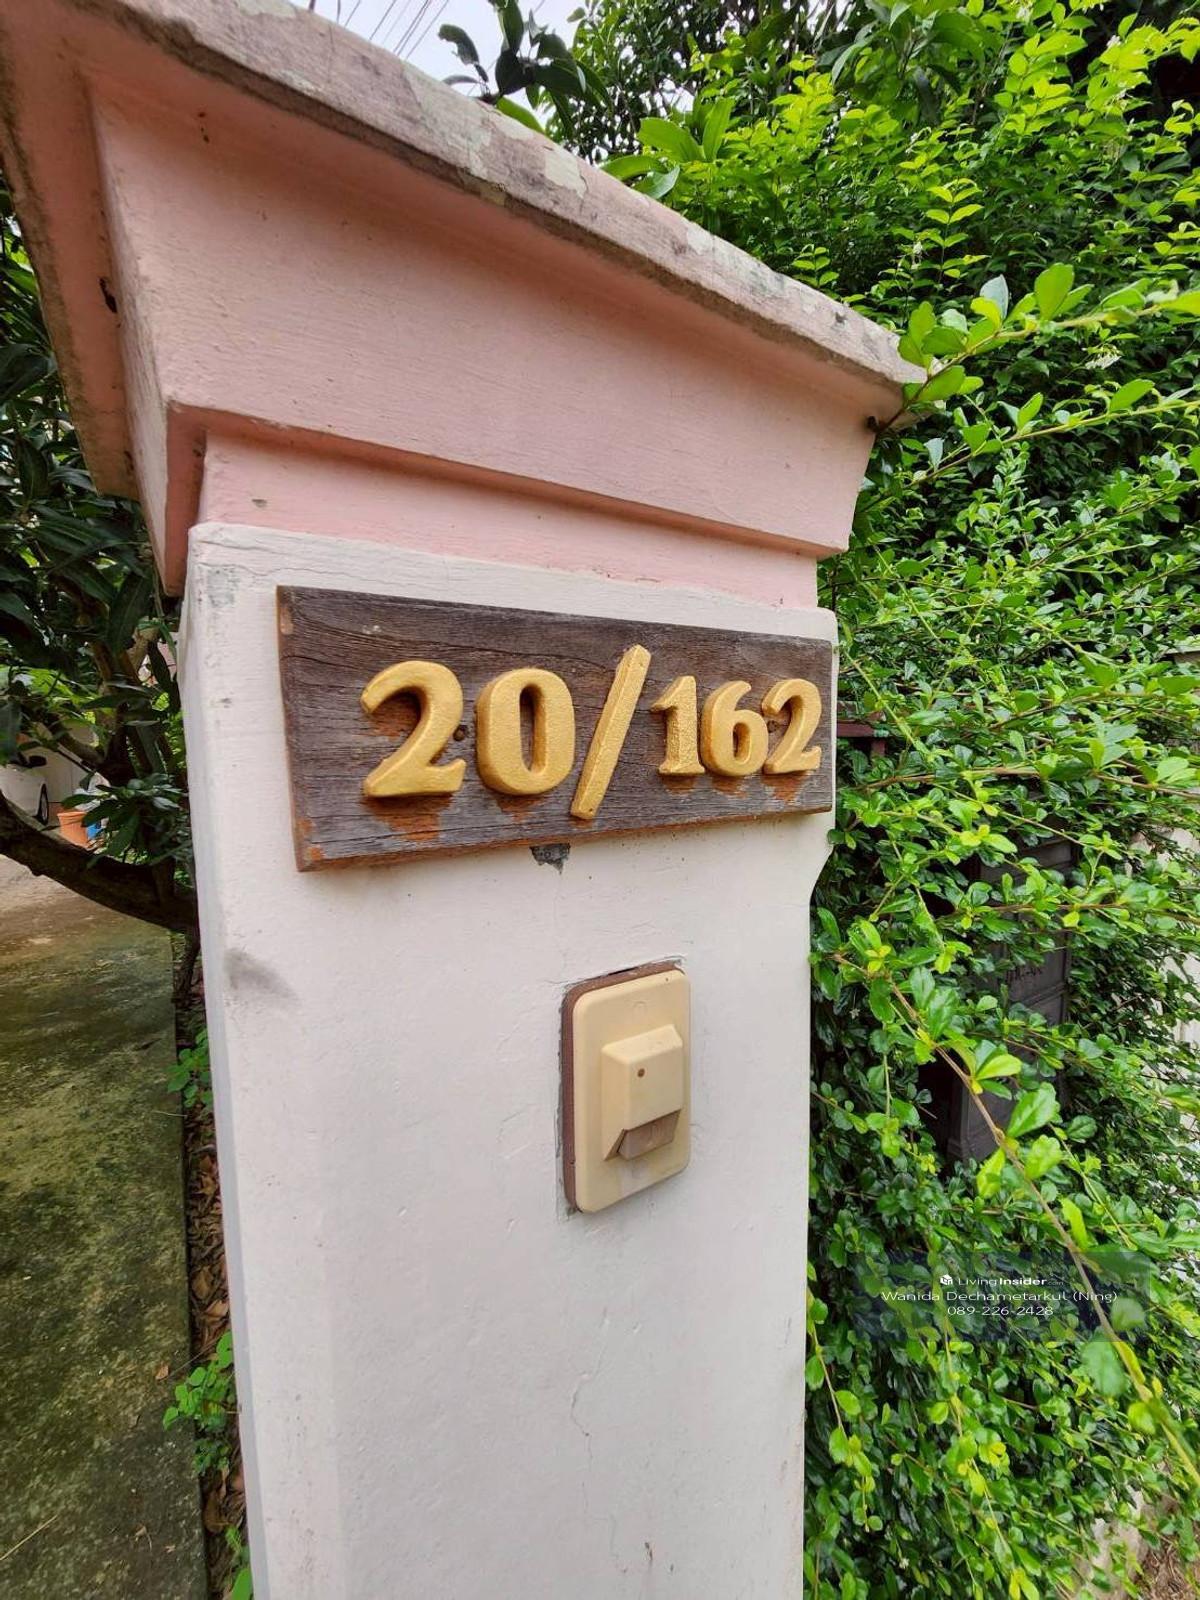 20/162
LivingInsider.com
Wanida Dechametarkul (Ning)
089-226-2428